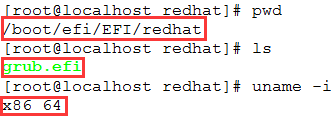 [root@localhost redhat]# pwd
/boot/efi/EFI/redhat
[root@localhost redhat]# ls
grub.efi
[root@localhost redhat]# uname -i
x86_64